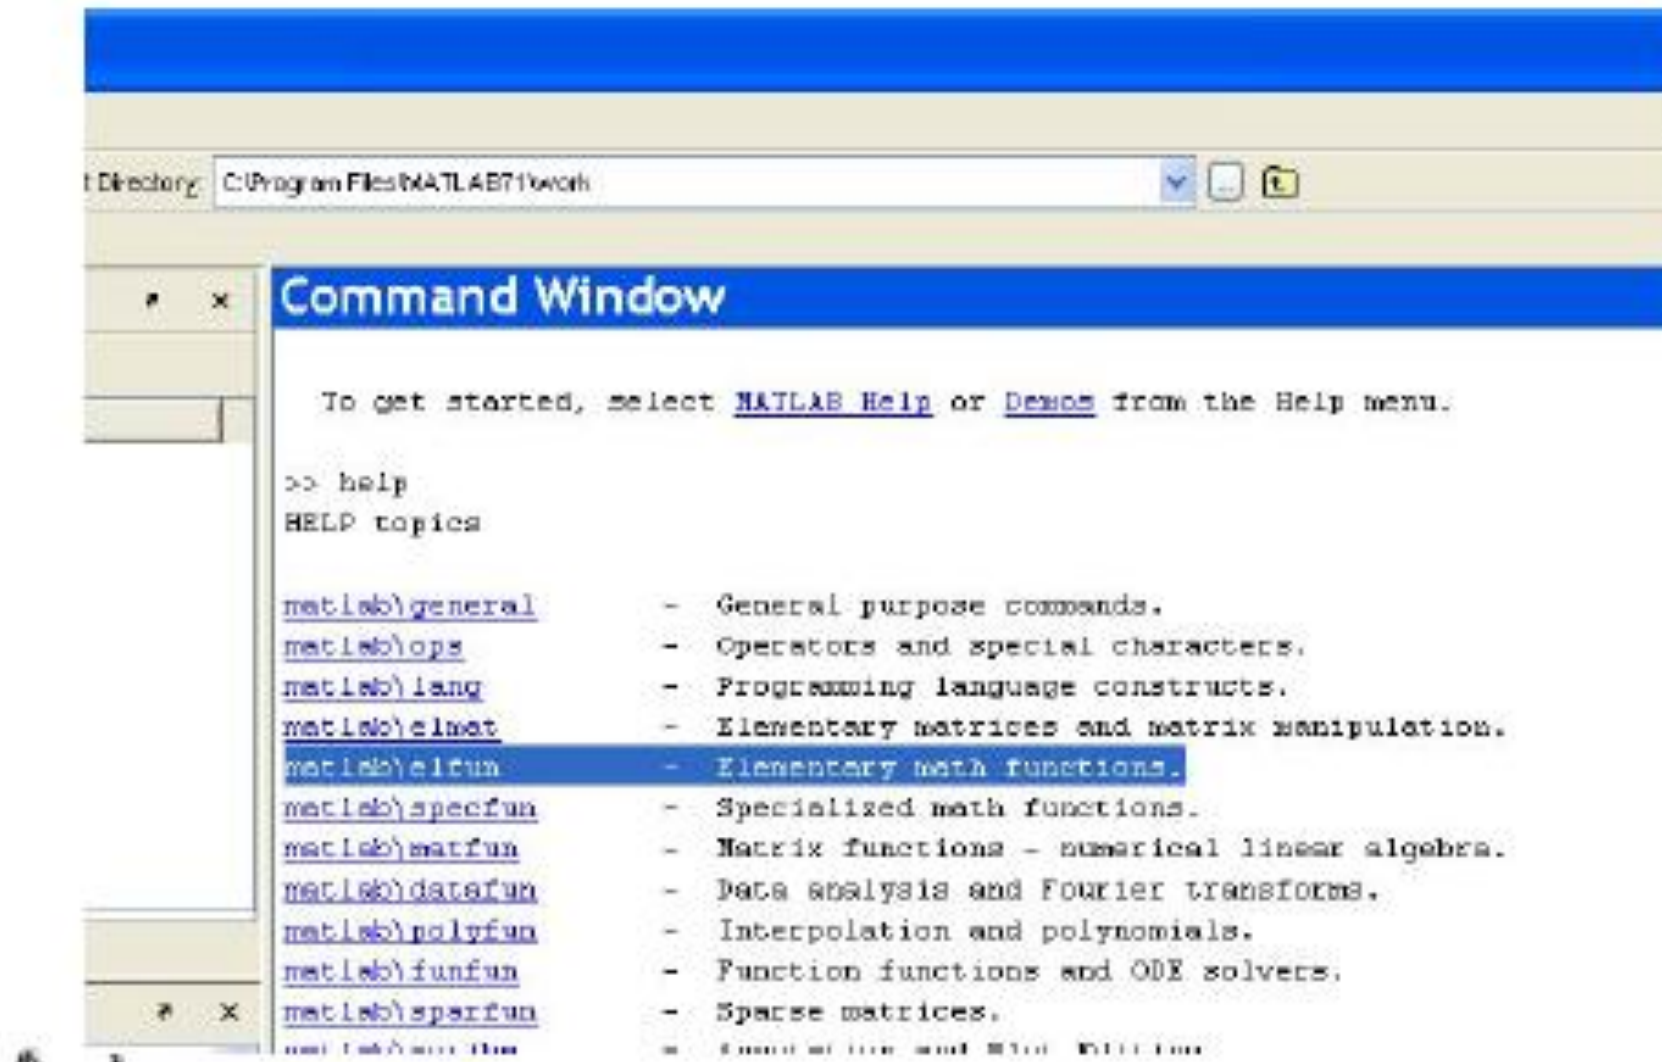 t Directory: C:\Program Files\MATLAB71\work
Command Window
To get started, select MATLAB Help or Demos from the Help menu.
>> help
HELP topics
matlab\general - General purpose commands.
matlab\ops - Operators and special characters.
matlab\lang - Programming language constructs.
matlab\elmat - Elementary matrices and matrix manipulation.
matlab\elfun - Elementary math functions.
matlab\specfun - Specialized math functions.
matlab\matfun - Matrix functions - numerical linear algebra.
matlab\datafun - Data analysis and Fourier transforms.
matlab\polyfun - Interpolation and polynomials.
matlab\funfun - Function functions and ODE solvers.
matlab\sparfun - Sparse matrices.